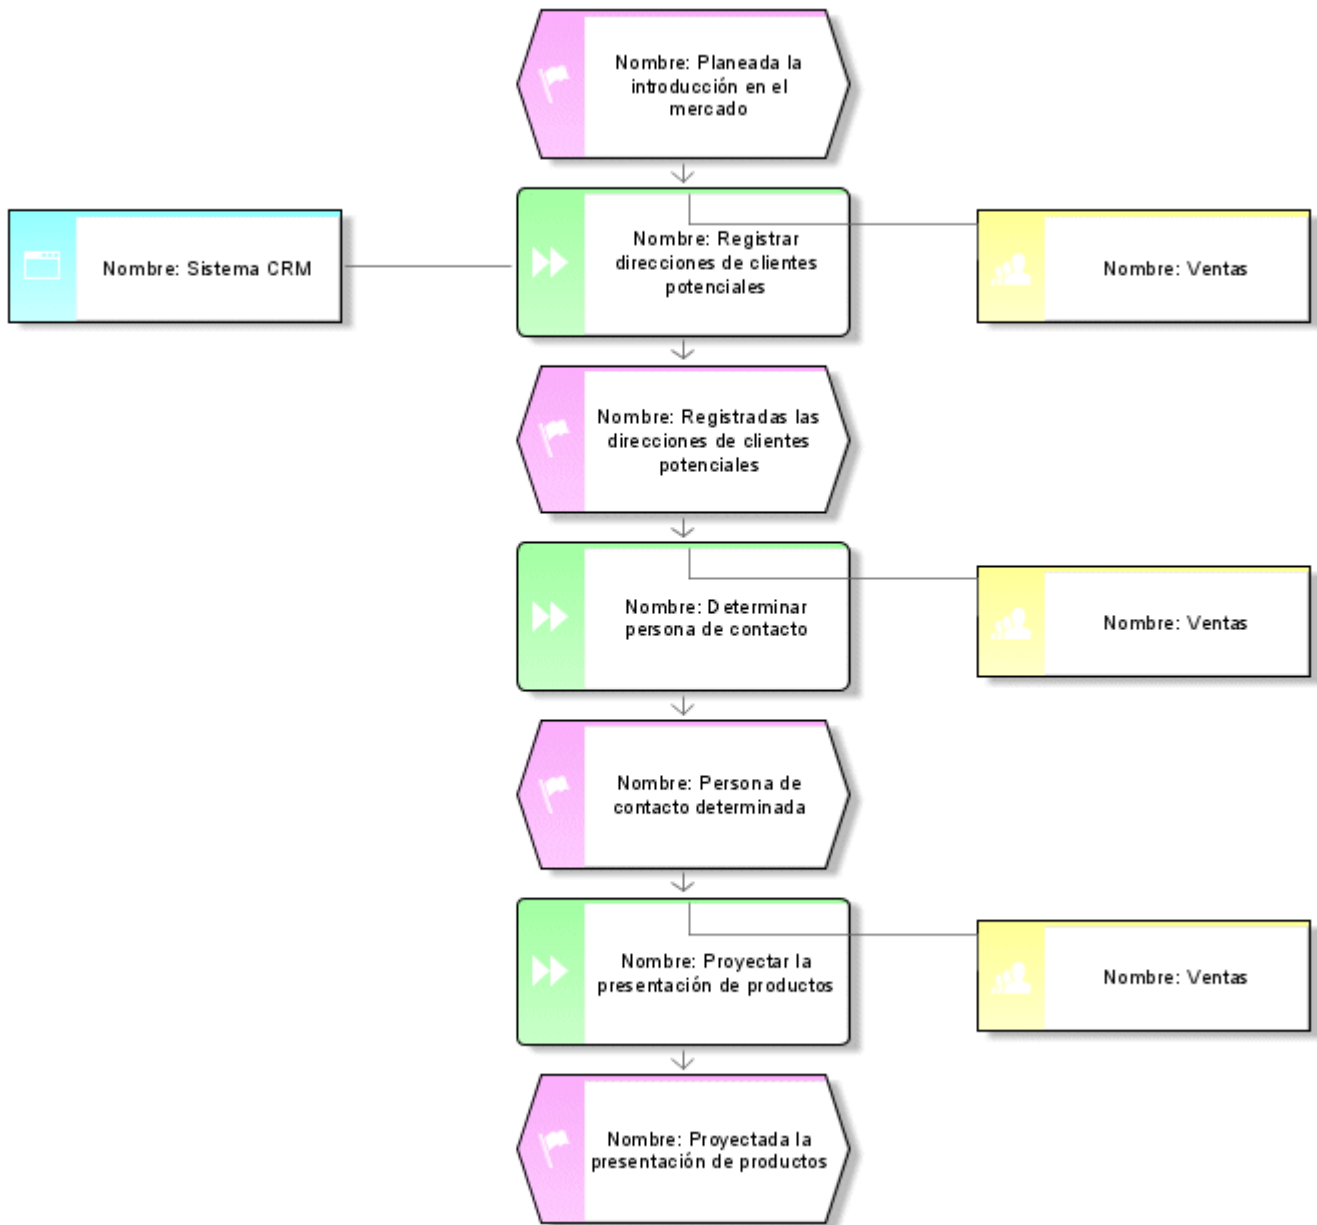 Nombre: Planeada la
introducción en el
mercado
Nombre: Sistema CRM
Nombre: Registrar
direcciones de clientes
potenciales
Nombre: Ventas
Nombre: Registradas las
direcciones de clientes
potenciales
Nombre: Determinar
persona de contacto
Nombre: Ventas
Nombre: Persona de
contacto determinada
Nombre: Proyectar la
presentación de productos
Nombre: Ventas
Nombre: Proyectada la
presentación de productos